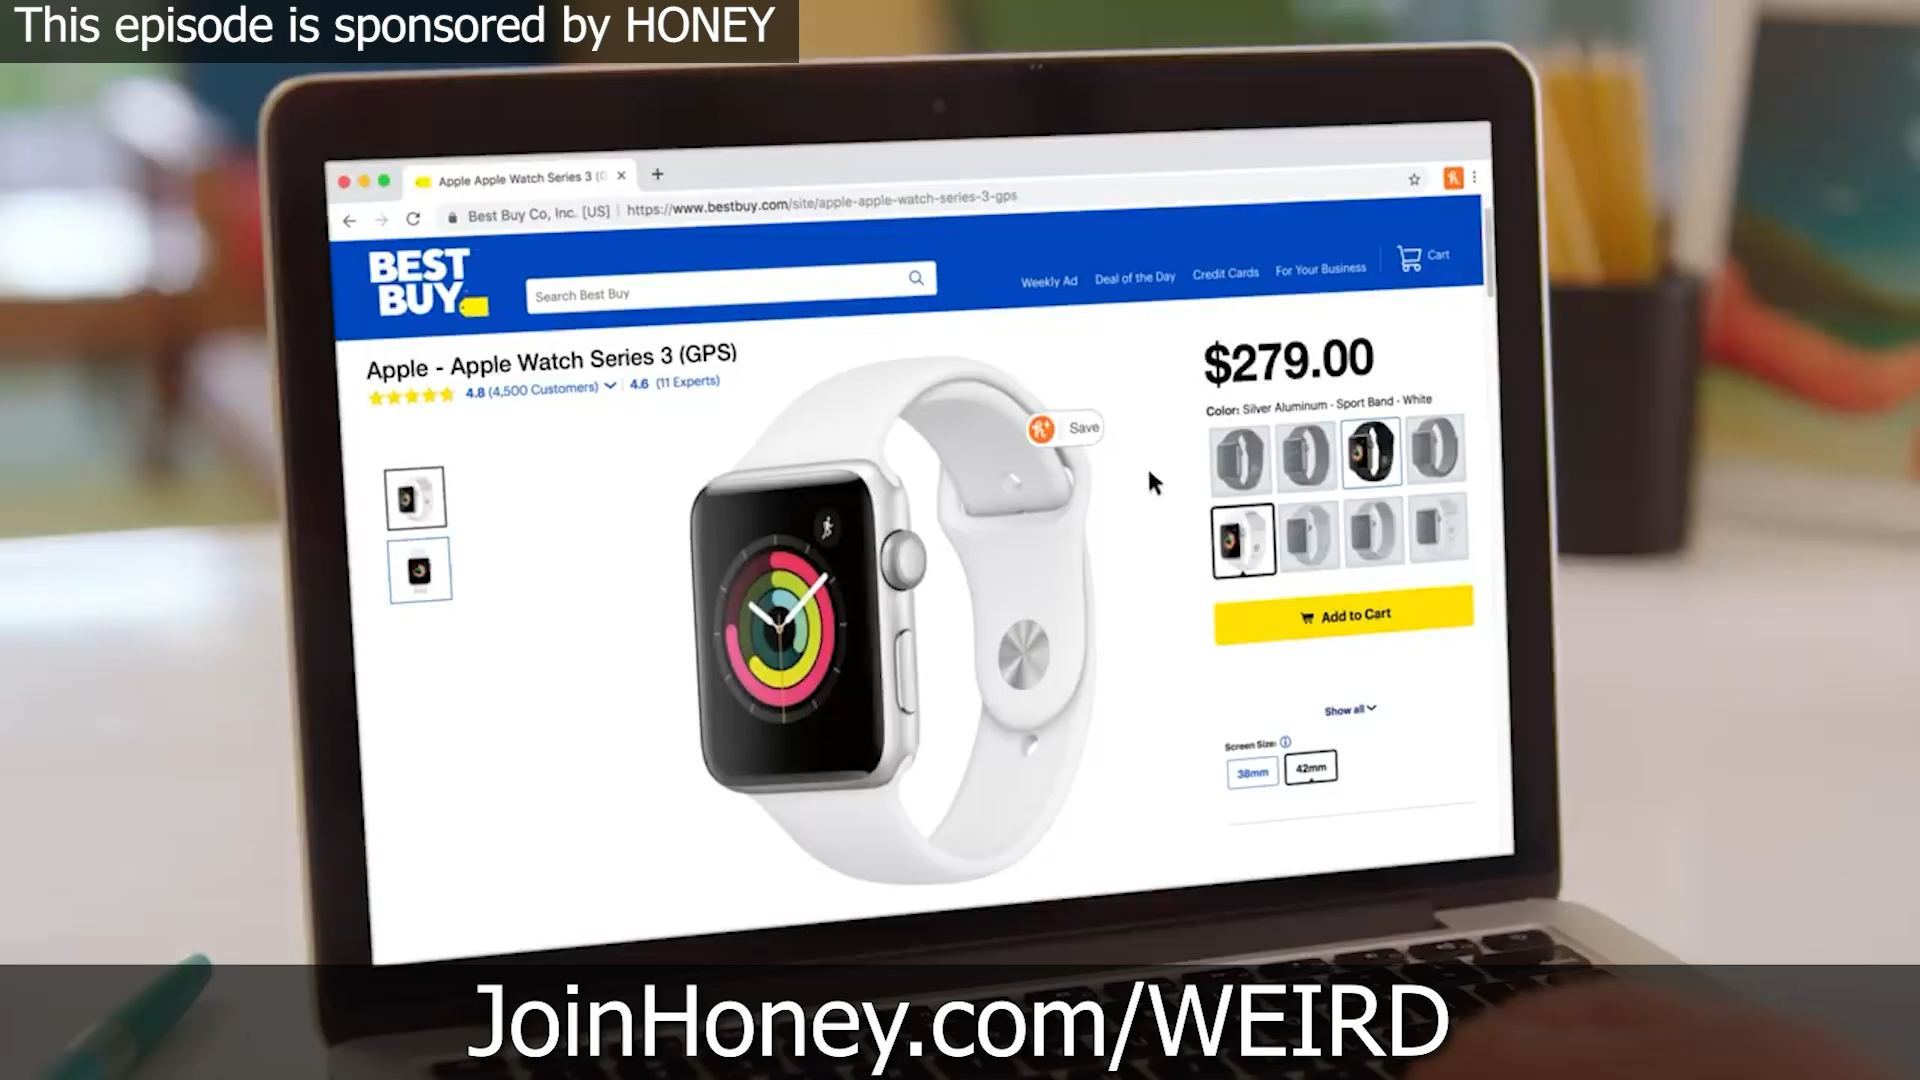 This episode is sponsored by HONEY
Apple Apple Watch Series 3 (G
Best Buy Co, Inc. [US] | https://www.bestbuy.com/site/apple-apple-watch-series-3-gps
BEST
BUY
Search Best Buy
Weekly Ad Deal of the Day Credit Cards For Your Business Cart
Apple - Apple Watch Series 3 (GPS)
4.8 (4,500 Customers) 4.6 (11 Experts)
Save
$279.00
Color: Silver Aluminum - Sport Band - White
Add to Cart
Show all
Screen Size:
38mm 42mm
JoinHoney.com/WEIRD